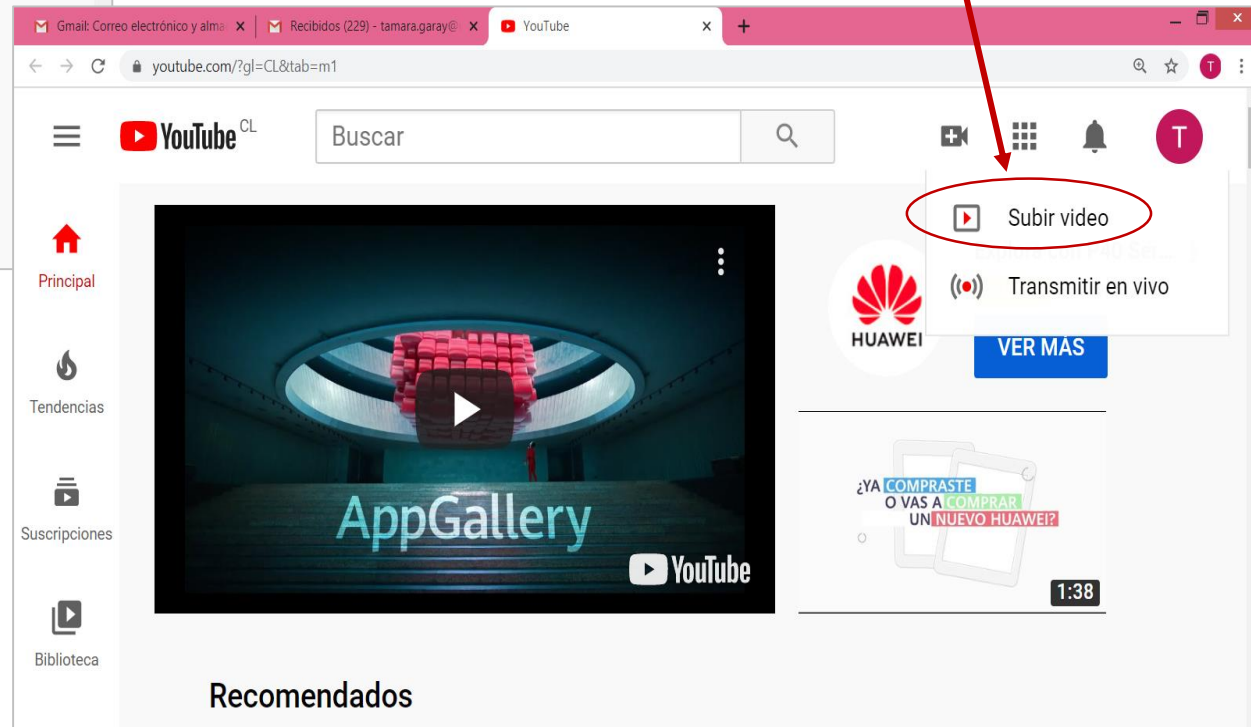 Gmail: Correo electrónico y alma
Recibidos (229) - tamara.garay@
YouTube
youtube.com/?gl=CL&tab=m1
T
YouTube CL
Buscar
T
Subir video
Transmitir en vivo
Principal
Tendencias
Suscripciones
Biblioteca
AppGallery
YouTube
HUAWEI
VER MÁS
¿YA COMPRASTE
O VAS A COMPRAR
UN NUEVO HUAWEI?
1:38
Recomendados